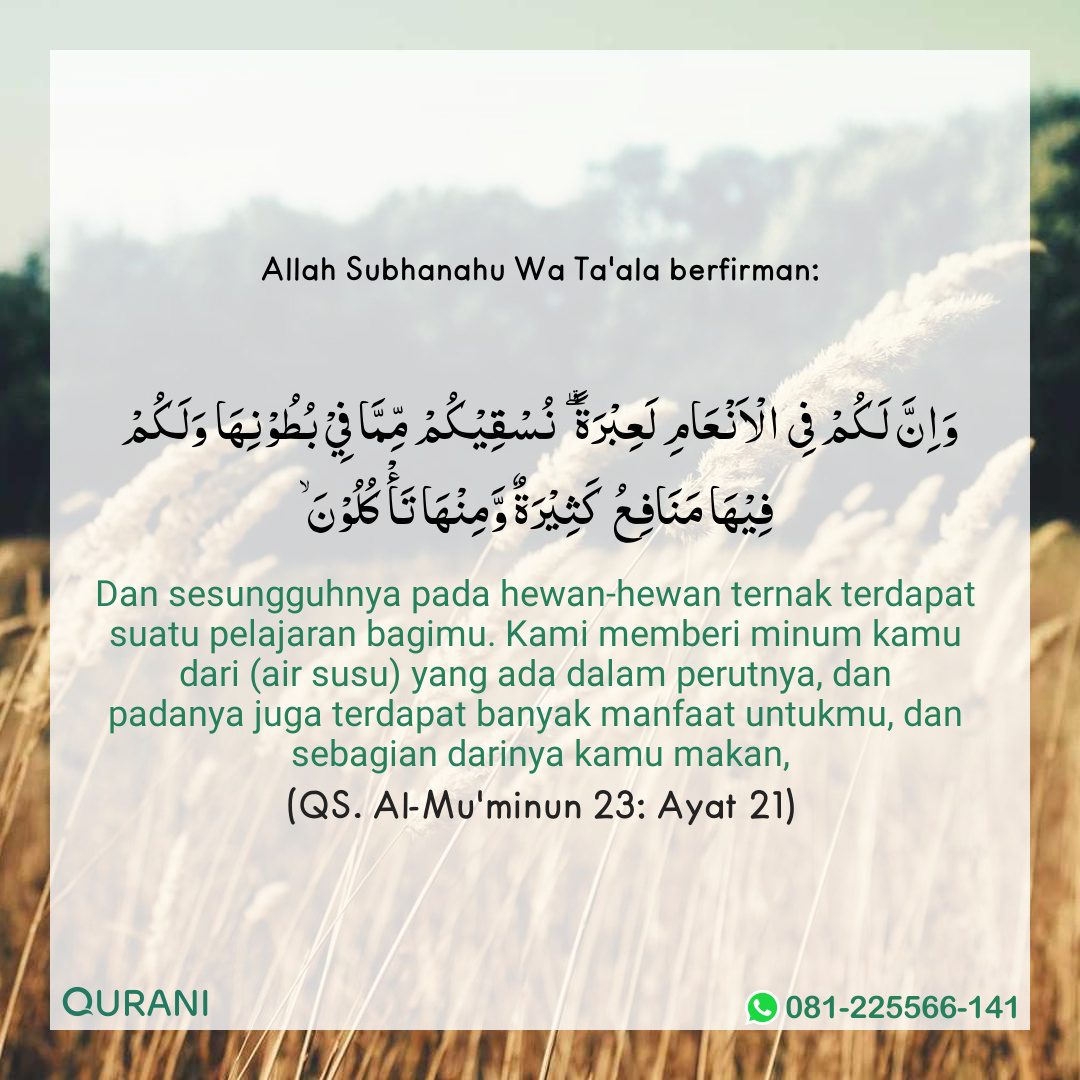 Allah Subhanahu Wa Ta'ala berfirman:
وَاِنَّ لَكُمْ فِى الْاَنْعَامِ لَعِبْرَةًۗ نُسْقِيْكُمْ مِّمَّا فِيْ بُطُوْنِهَا وَلَكُمْ
فِيْهَا مَنَافِعُ كَثِيْرَةٌ وَّمِنْهَا تَأْكُلُوْنَۙ
Dan sesungguhnya pada hewan-hewan ternak terdapat
suatu pelajaran bagimu. Kami memberi minum kamu
dari (air susu) yang ada dalam perutnya, dan
padanya juga terdapat banyak manfaat untukmu, dan
sebagian darinya kamu makan,
(QS. Al-Mu'minun 23: Ayat 21)
QURANI
081-225566-141